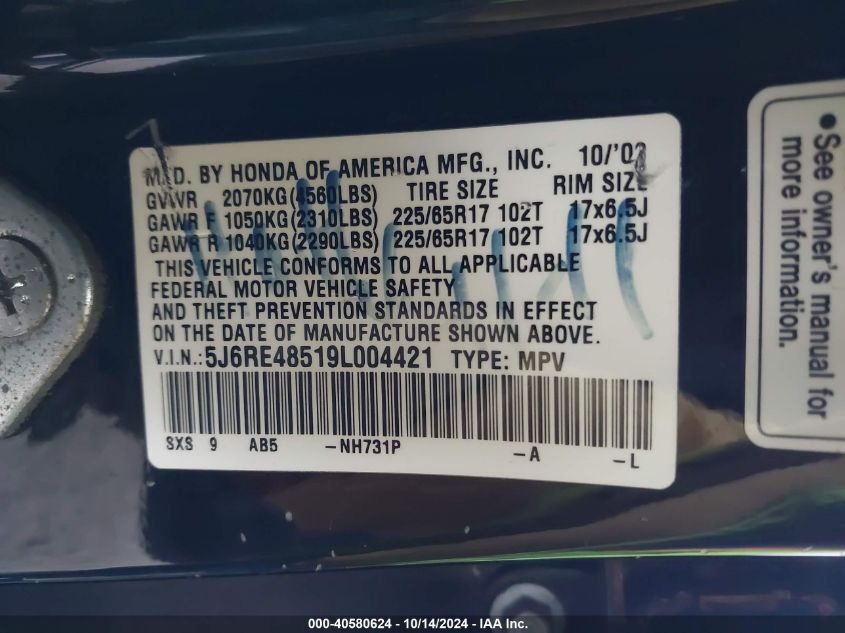 MFD. BY HONDA OF AMERICA MFG., INC. 10/'0
GVWR 2070KG(4560LBS) TIRE SIZE RIM SIZE
GAWR F 1050KG(2310LBS) 225/65R17 102T 17x6.5J
GAWR R 1040KG(2290LBS) 225/65R17 102T 17x6.5J
THIS VEHICLE CONFORMS TO ALL APPLICABLE
FEDERAL MOTOR VEHICLE SAFETY
AND THEFT PREVENTION STANDARDS IN EFFECT
ON THE DATE OF MANUFACTURE SHOWN ABOVE.
V.I.N.:5J6RE48519L004421 TYPE: MPV
SXS 9 AB5 -NH731P -A -L
●See owner's manual for
more information.
000-40580624 - 10/14/2024 - IAA Inc.